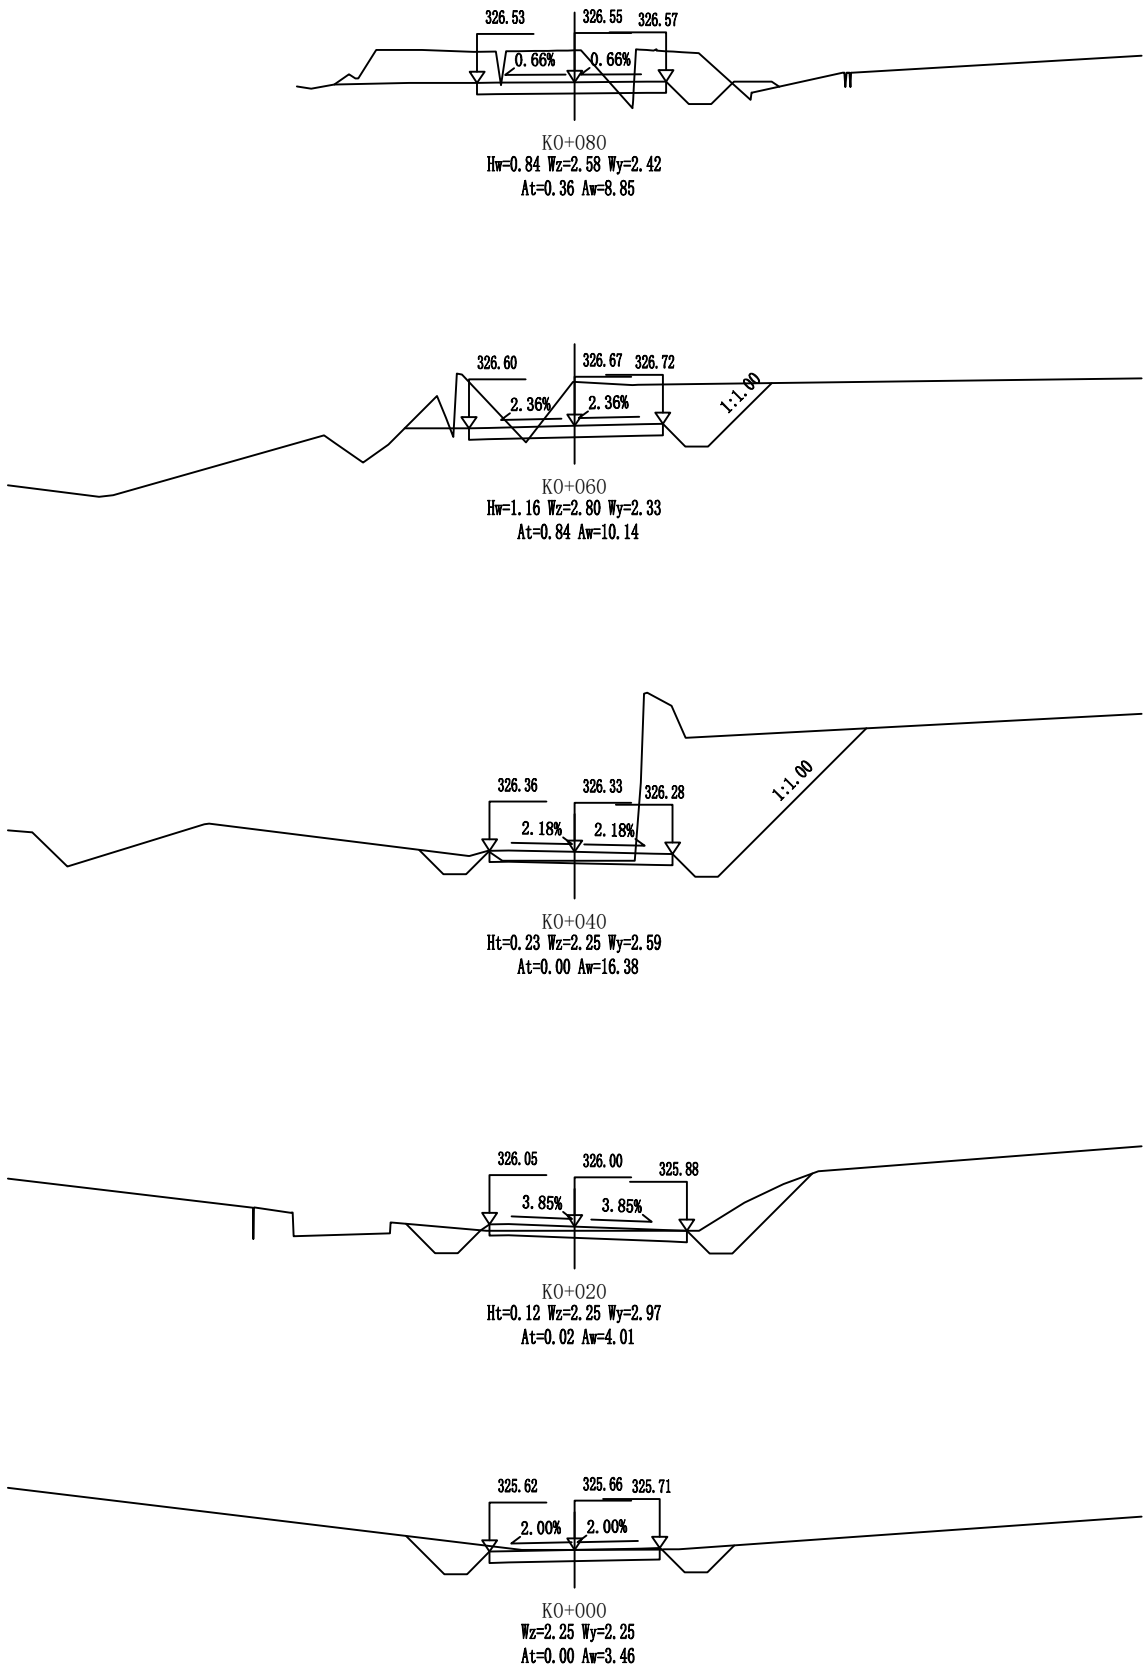 326.53 326.55 326.57
0.66% 0.66%
K0+080
Hw=0.84 Wz=2.58 Wy=2.42
At=0.36 Aw=8.85
326.60 326.67 326.72
2.36% 2.36% 1:1.00
K0+060
Hw=1.16 Wz=2.80 Wy=2.33
At=0.84 Aw=10.14
326.36 326.33 326.28
2.18% 2.18% 1:1.00
K0+040
Ht=0.23 Wz=2.25 Wy=2.59
At=0.00 Aw=16.38
326.05 326.00 325.88
3.85% 3.85%
K0+020
Ht=0.12 Wz=2.25 Wy=2.97
At=0.02 Aw=4.01
325.62 325.66 325.71
2.00% 2.00%
K0+000
Wz=2.25 Wy=2.25
At=0.00 Aw=3.46